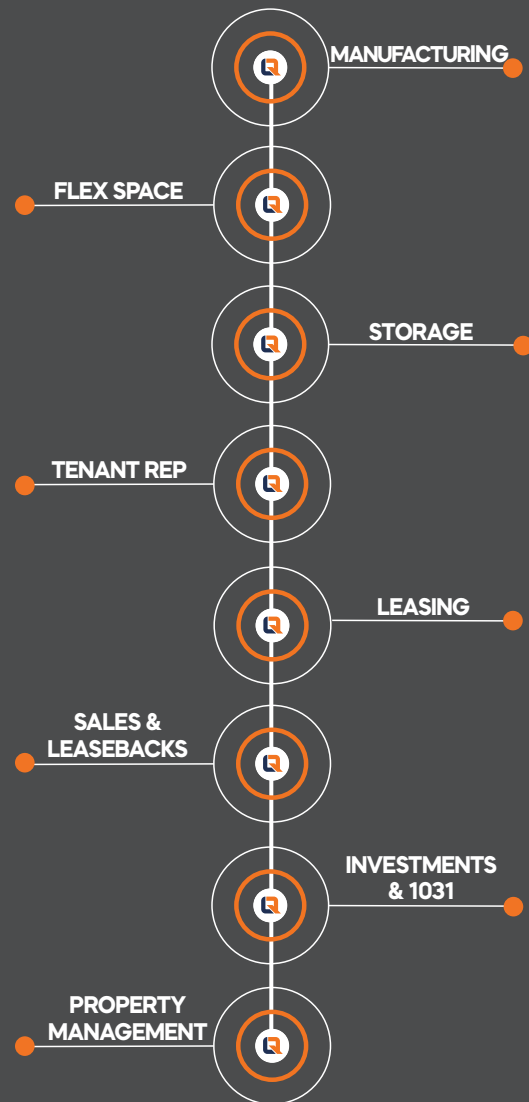 MANUFACTURING
FLEX SPACE
STORAGE
TENANT REP
LEASING
SALES &
LEASEBACKS
INVESTMENTS
& 1031
PROPERTY
MANAGEMENT